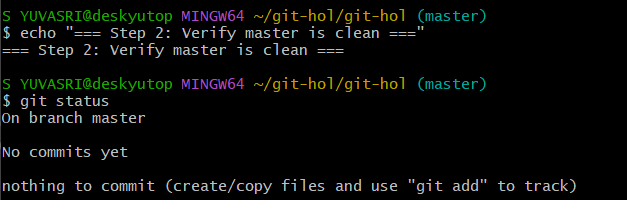 S YUVASRI@deskyutop MINGW64 ~/git-hol/git-hol (master)
$ echo "=== Step 2: Verify master is clean ==="
=== Step 2: Verify master is clean ===
S YUVASRI@deskyutop MINGW64 ~/git-hol/git-hol (master)
$ git status
On branch master
No commits yet
nothing to commit (create/copy files and use "git add" to track)